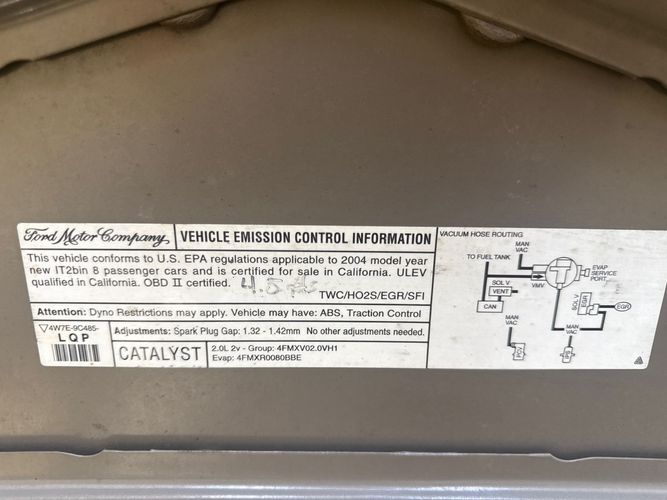 Ford Motor Company
VEHICLE EMISSION CONTROL INFORMATION
This vehicle conforms to U.S. EPA regulations applicable to 2004 model year
new IT2bin 8 passenger cars and is certified for sale in California. ULEV
qualified in California. OBD II certified.
4.5
TWC/HO2S/EGR/SFI
Attention: Dyno Restrictions may apply. Vehicle may have: ABS, Traction Control
4W7E-9C485-
LQP
Adjustments: Spark Plug Gap: 1.32 - 1.42mm No other adjustments needed.
CATALYST
2.0L 2v - Group: 4FMXV02.0VH1
Evap: 4FMXR0080BBE
VACUUM HOSE ROUTING
MAN
VAC
TO FUEL TANK
T
EVAP
SERVICE
PORT
SOL V
VENT
VMV
CAN
SOL V
EGR
EGR
MAN
VAC
MAN
VAC
PCV